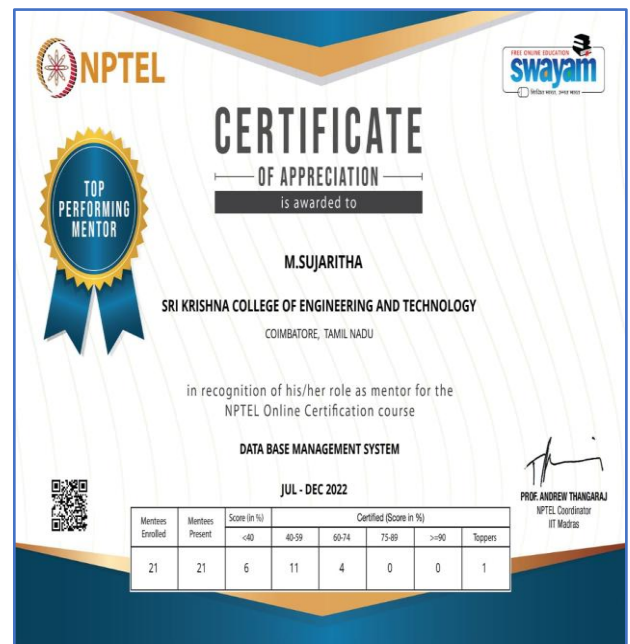 NPTEL
FREE ONLINE EDUCATION
swayam
शिक्षित भारत, उन्नत भारत
CERTIFICATE
OF APPRECIATION
is awarded to
TOP
PERFORMING
MENTOR
M.SUJARITHA
SRI KRISHNA COLLEGE OF ENGINEERING AND TECHNOLOGY
COIMBATORE, TAMIL NADU
in recognition of his/her role as mentor for the
NPTEL Online Certification course
DATA BASE MANAGEMENT SYSTEM
JUL - DEC 2022
PROF. ANDREW THANGARAJ
NPTEL Coordinator
IIT Madras
Mentees Enrolled Mentees Present Score (in %) Certified (Score in %)
<40 40-59 60-74 75-89 >=90 Toppers
21 21 6 11 4 0 0 1